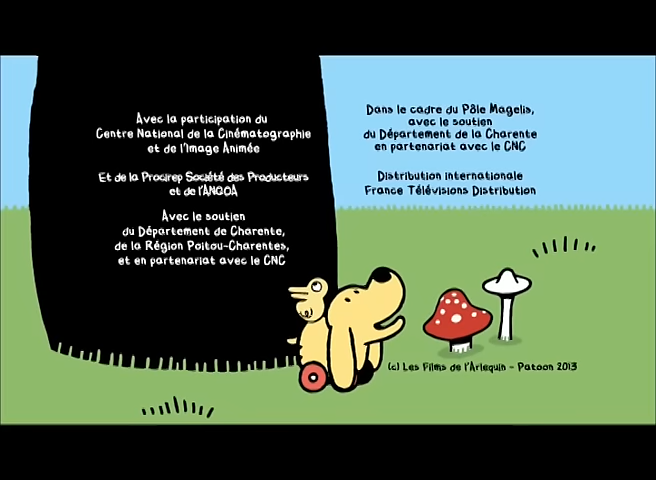 Avec la participation du
Centre National de la Cinématographie
et de l'Image Animée
Et de la Procirep Société des Producteurs
et de l'ANGOA
Avec le soutien
du Département de Charente,
de la Région Poitou-Charentes,
et en partenariat avec le CNC
Dans le cadre du Pôle Magelis,
avec le soutien
du Département de la Charente
en partenariat avec le CNC
Distribution internationale
France Télévisions Distribution
(c) Les Films de l'Arlequin - Patoon 2013